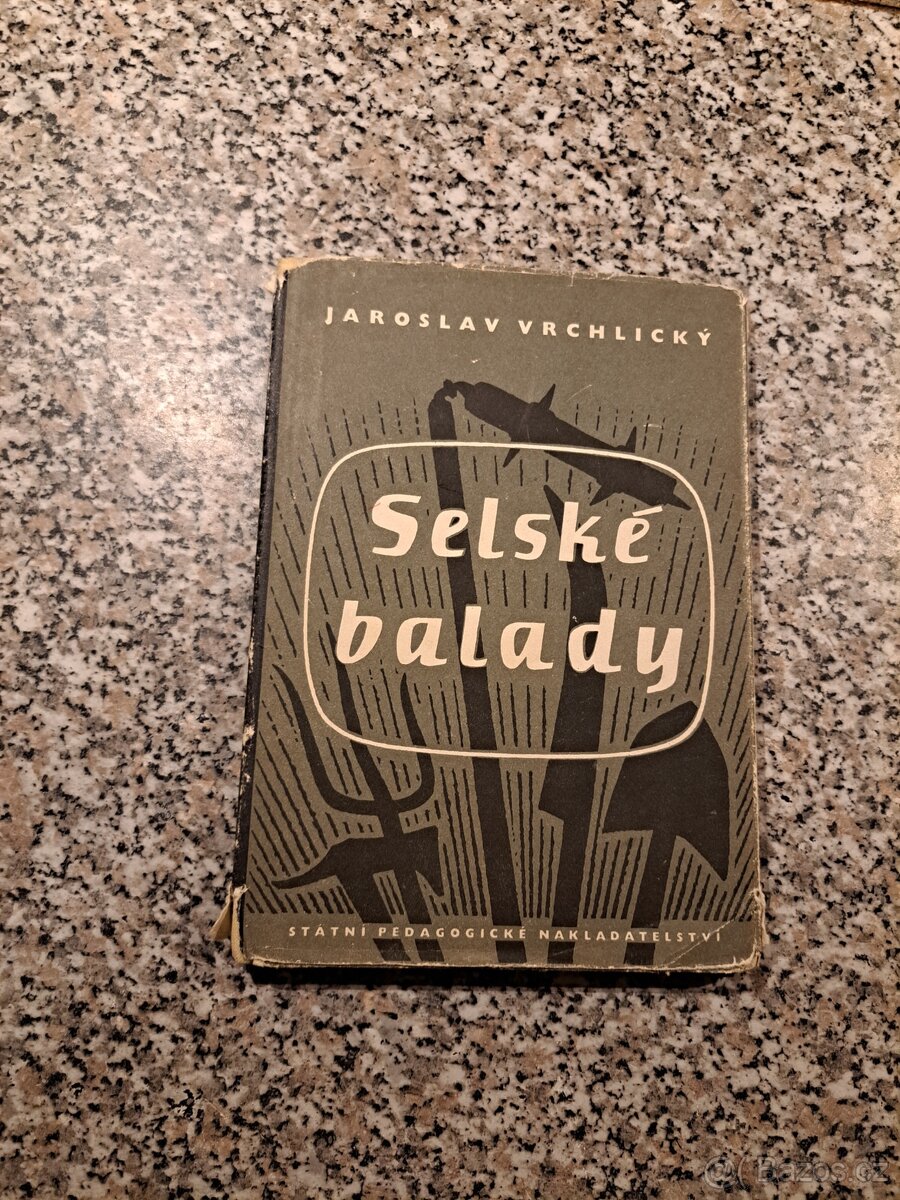 JAROSLAV VRCHLICKÝ
Selské
balady
STÁTNÍ PEDAGOGICKÉ NAKLADATELSTVÍ
@ Bazos.cz